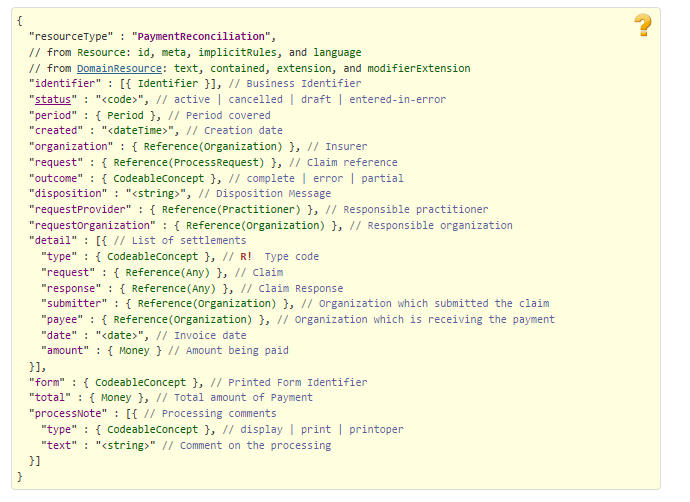 {
  "resourceType" : "PaymentReconciliation",
  // from Resource: id, meta, implicitRules, and language
  // from DomainResource: text, contained, extension, and modifierExtension
  "identifier" : [{ Identifier }], // Business Identifier
  "status" : "<code>", // active | cancelled | draft | entered-in-error
  "period" : { Period }, // Period covered
  "created" : "<dateTime>", // Creation date
  "organization" : { Reference(Organization) }, // Insurer
  "request" : { Reference(ProcessRequest) }, // Claim reference
  "outcome" : { CodeableConcept }, // complete | error | partial
  "disposition" : "<string>", // Disposition Message
  "requestProvider" : { Reference(Practitioner) }, // Responsible practitioner
  "requestOrganization" : { Reference(Organization) }, // Responsible organization
  "detail" : [{ // List of settlements
    "type" : { CodeableConcept }, // R!  Type code
    "request" : { Reference(Any) }, // Claim
    "response" : { Reference(Any) }, // Claim Response
    "submitter" : { Reference(Organization) }, // Organization which submitted the claim
    "payee" : { Reference(Organization) }, // Organization which is receiving the payment
    "date" : "<date>", // Invoice date
    "amount" : { Money } // Amount being paid
  }],
  "form" : { CodeableConcept }, // Printed Form Identifier
  "total" : { Money }, // Total amount of Payment
  "processNote" : [{ // Processing comments
    "type" : { CodeableConcept }, // display | print | printoper
    "text" : "<string>" // Comment on the processing
  }]
}